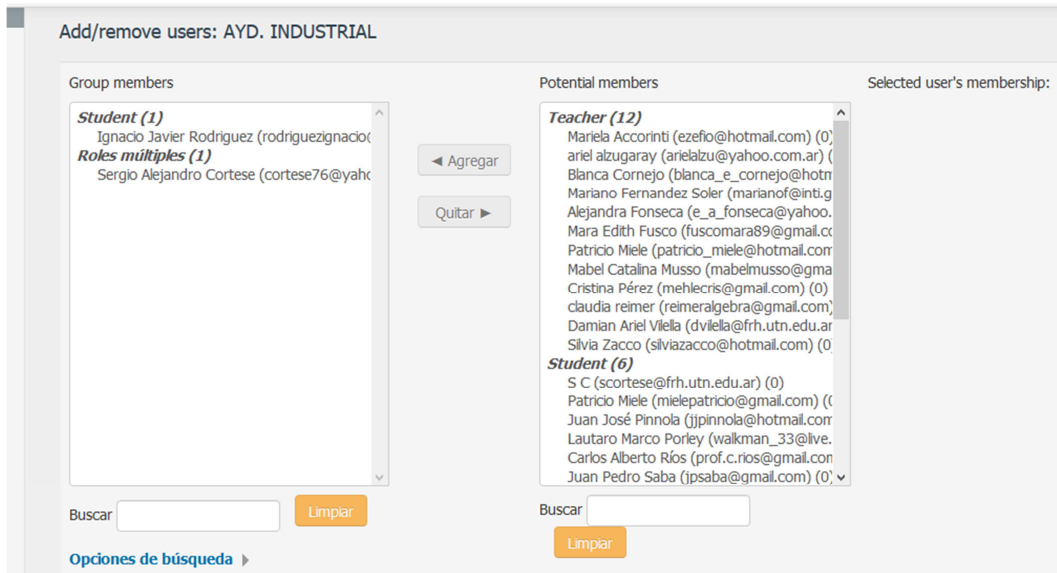 Add/remove users: AYD. INDUSTRIAL
Group members
Student (1)
Ignacio Javier Rodriguez (rodriguezignacio
Roles múltiples (1)
Sergio Alejandro Cortese (cortese76@yaho
Buscar
Limpiar
Opciones de búsqueda
◄ Agregar
Quitar ►
Potential members
Teacher (12)
Mariela Accorinti (ezefio@hotmail.com) (0)
ariel alzugaray (arielalzu@yahoo.com.ar) (
Blanca Cornejo (blanca_e_cornejo@hotm
Mariano Fernandez Soler (marianof@inti.g
Alejandra Fonseca (e_a_fonseca@yahoo.
Mara Edith Fusco (fuscomara89@gmail.co
Patricio Miele (patricio_miele@hotmail.com
Mabel Catalina Musso (mabelmusso@gma
Cristina Pérez (mehlecris@gmail.com) (0)
claudia reimer (reimeralgebra@gmail.com)
Damian Ariel Vilella (dvilella@frh.utn.edu.ar
Silvia Zacco (silviazacco@hotmail.com) (0
Student (6)
S C (scortese@frh.utn.edu.ar) (0)
Patricio Miele (mielepatricio@gmail.com) (0
Juan José Pinnola (jjpinnola@hotmail.com
Lautaro Marco Porley (walkman_33@live.
Carlos Alberto Ríos (prof.c.rios@gmail.com
Juan Pedro Saba (jpsaba@gmail.com) (0)
Buscar
Limpiar
Selected user's membership: